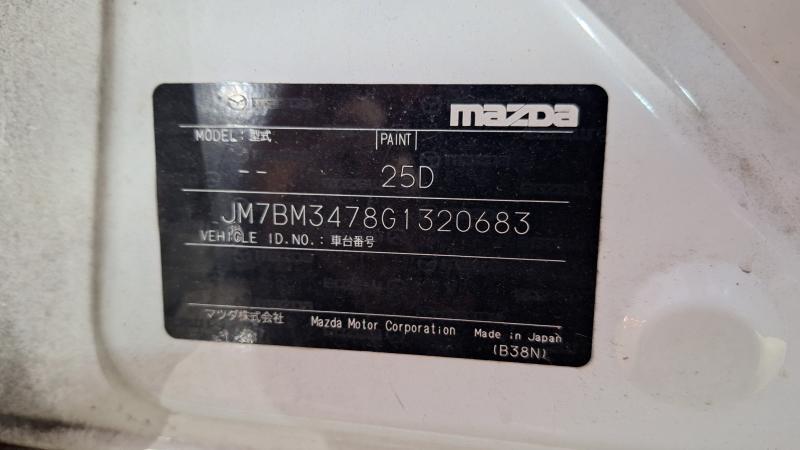 mazda
MODEL: 型式 PAINT
-- 25D
JM7BM3478G1320683
VEHICLE ID.NO.: 車台番号
マツダ株式会社 Mazda Motor Corporation Made in Japan
(B38N)